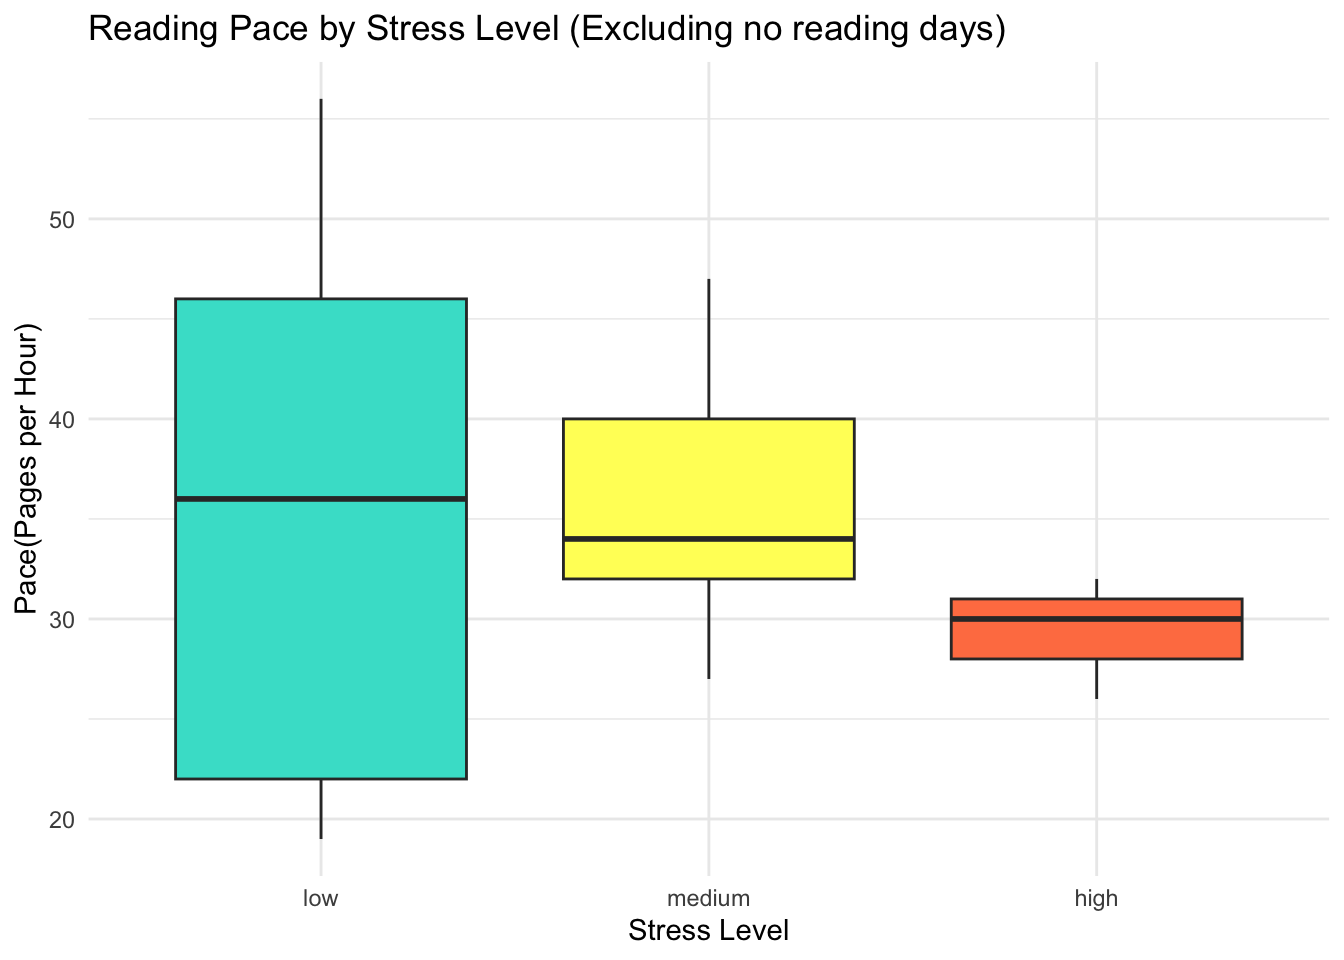 Reading Pace by Stress Level (Excluding no reading days)
Pace(Pages per Hour)
50
40
30
20
low
medium
high
Stress Level